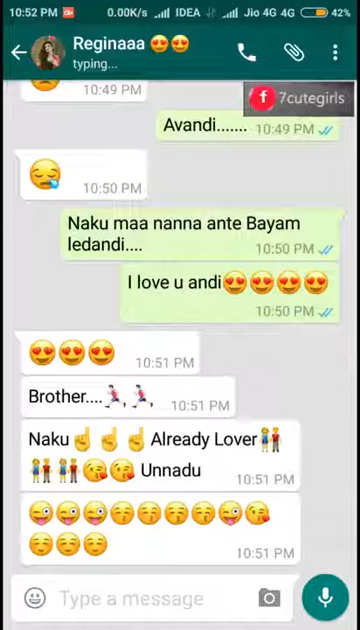 10:52 PM 0.00K/s IDEA Jio 4G 4G 42%
Reginaaa 😍😍
typing...
10:49 PM
7cutegirls
Avandi....... 10:49 PM
😪
10:50 PM
Naku maa nanna ante Bayam
ledandi.... 10:50 PM
I love u andi😍😍😍😍
10:50 PM
😍😍😍
10:51 PM
Brother....🏃🏃 10:51 PM
Naku☝☝☝Already Lover👫
👫👫😘😘 Unnadu 10:51 PM
😜😜😜😚😚😚😚😚😜😘
☺☺☺ 10:51 PM
Type a message